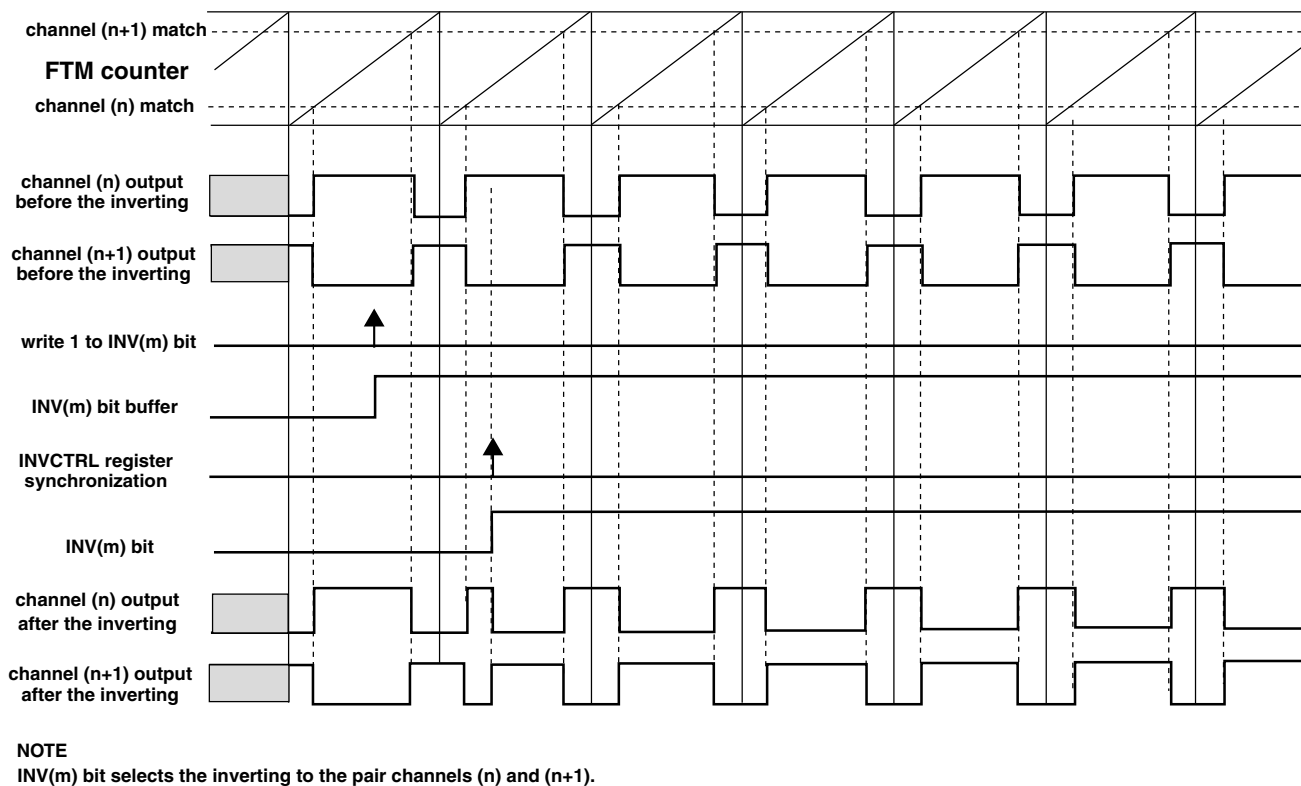 channel (n+1) match
FTM counter
channel (n) match
channel (n) output
before the inverting
channel (n+1) output
before the inverting
write 1 to INV(m) bit
INV(m) bit buffer
INVCTRL register
synchronization
INV(m) bit
channel (n) output
after the inverting
channel (n+1) output
after the inverting
NOTE
INV(m) bit selects the inverting to the pair channels (n) and (n+1).